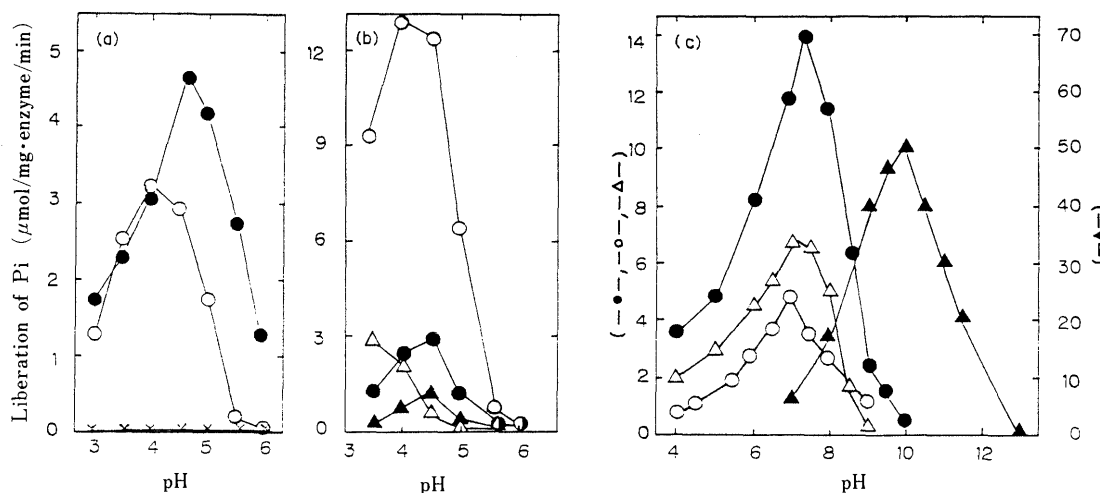 Liberation of Pi (μmol/mg·enzyme/min)
(a)
5
4
3
2
1
0
3 4 5 6
pH
(b)
12
9
6
3
0
3 4 5 6
pH
(c)
(—●—,—○—,—△—)
14
12
10
8
6
4
2
0
4 6 8 10 12
pH
70
60
50
40
30
20
10
0
(—▲—)